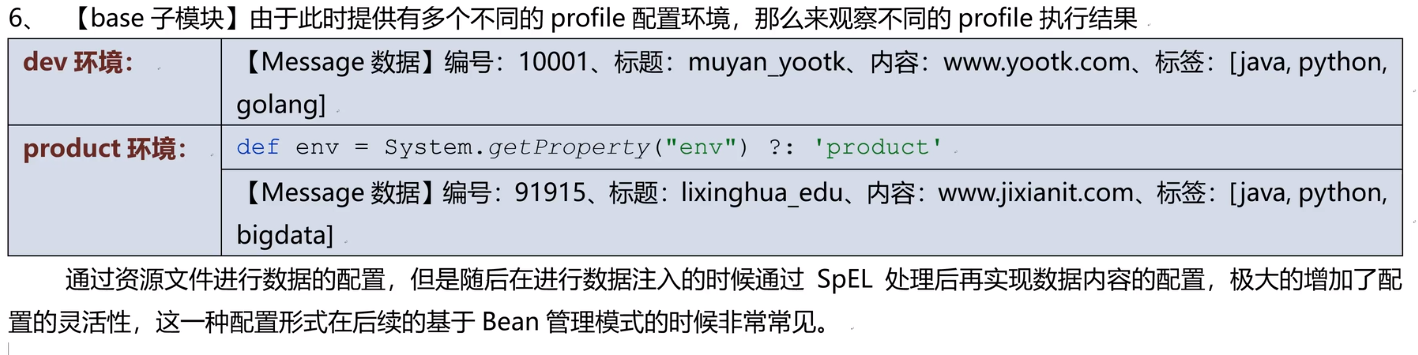 6、 【base 子模块】由于此时提供有多个不同的 profile 配置环境，那么来观察不同的 profile 执行结果
dev 环境：
【Message 数据】编号：10001、标题：muyan_yootk、内容：www.yootk.com、标签：[java, python,
golang]
product 环境：
def env = System.getProperty("env") ?: 'product'
【Message 数据】编号：91915、标题：lixinghua_edu、内容：www.jixianit.com、标签：[java, python,
bigdata]
通过资源文件进行数据的配置，但是随后在进行数据注入的时候通过 SpEL 处理后再实现数据内容的配置，极大的增加了配
置的灵活性，这一种配置形式在后续的基于 Bean 管理模式的时候非常常见。